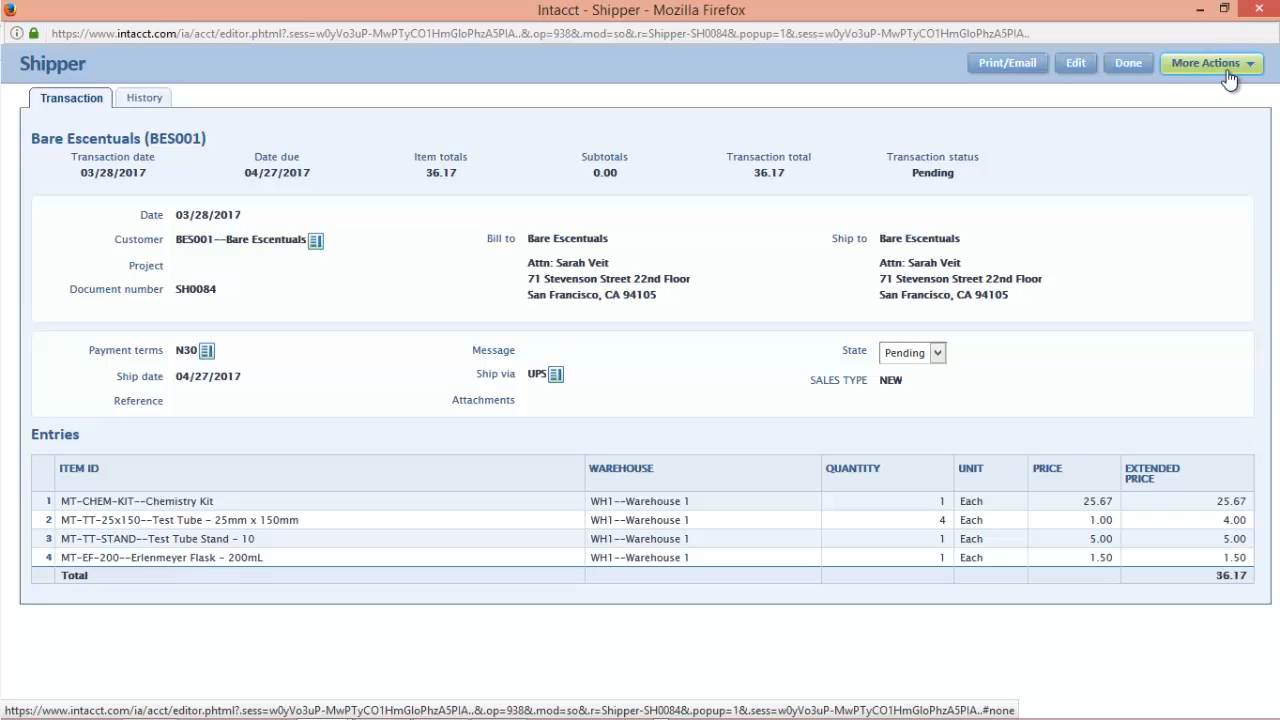 Intacct - Shipper - Mozilla Firefox
https://www.intacct.com/ia/acct/editor.phtml?.sess=w0yVo3uP-MwPTyCO1HmGloPhzA5PIA..&.op=938&.mod=so&.r=Shipper-SH0084&.popup=1&.sess=w0yVo3uP-MwPTyCO1HmGloPhzA5PIA..
Shipper
Print/Email Edit Done More Actions
Transaction History
Bare Escentuals (BES001)
Transaction date Date due Item totals Subtotals Transaction total Transaction status
03/28/2017 04/27/2017 36.17 0.00 36.17 Pending
Date 03/28/2017
Customer BES001--Bare Escentuals Bill to Bare Escentuals Ship to Bare Escentuals
Project Attn: Sarah Veit Attn: Sarah Veit
71 Stevenson Street 22nd Floor 71 Stevenson Street 22nd Floor
Document number SH0084 San Francisco, CA 94105 San Francisco, CA 94105
Payment terms N30 Message State Pending
Ship date 04/27/2017 Ship via UPS SALES TYPE NEW
Reference Attachments
Entries
ITEM ID WAREHOUSE QUANTITY UNIT PRICE EXTENDED PRICE
1 MT-CHEM-KIT--Chemistry Kit WH1--Warehouse 1 1 Each 25.67 25.67
2 MT-TT-25x150--Test Tube - 25mm x 150mm WH1--Warehouse 1 4 Each 1.00 4.00
3 MT-TT-STAND--Test Tube Stand - 10 WH1--Warehouse 1 1 Each 5.00 5.00
4 MT-EF-200--Erlenmeyer Flask - 200mL WH1--Warehouse 1 1 Each 1.50 1.50
Total 36.17
https://www.intacct.com/ia/acct/editor.phtml?.sess=w0yVo3uP-MwPTyCO1HmGloPhzA5PIA..&.op=938&.mod=so&.r=Shipper-SH0084&.popup=1&.sess=w0yVo3uP-MwPTyCO1HmGloPhzA5PIA..#none